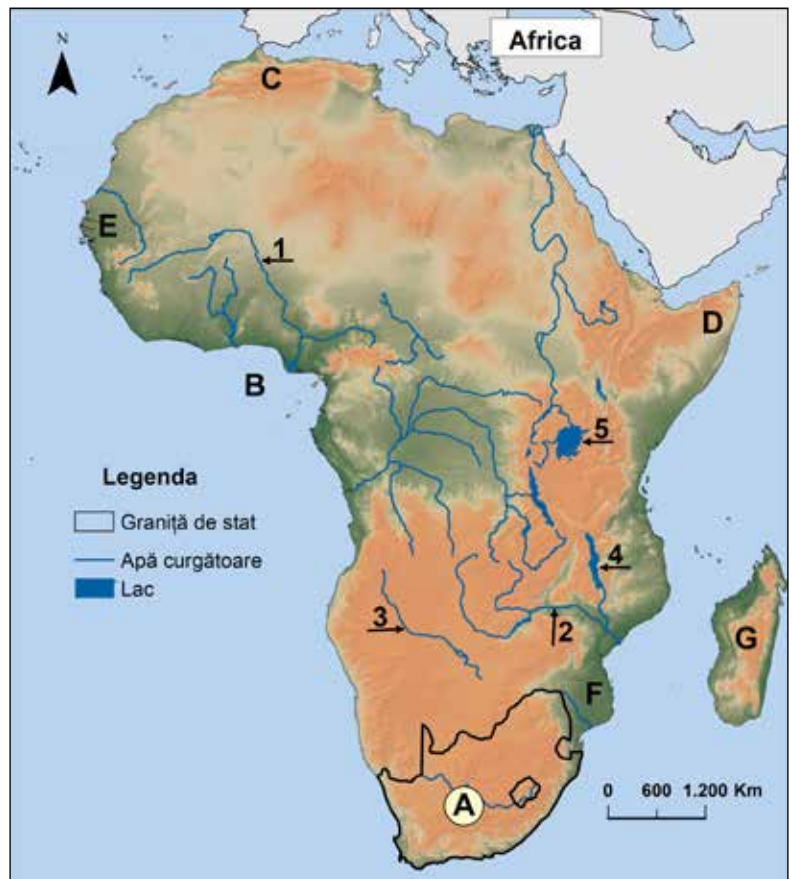 Africa
N
C
E
1
D
B
5
Legenda
Graniță de stat
Apă curgătoare
Lac
4
3
2
G
F
A
0 600 1.200 Km